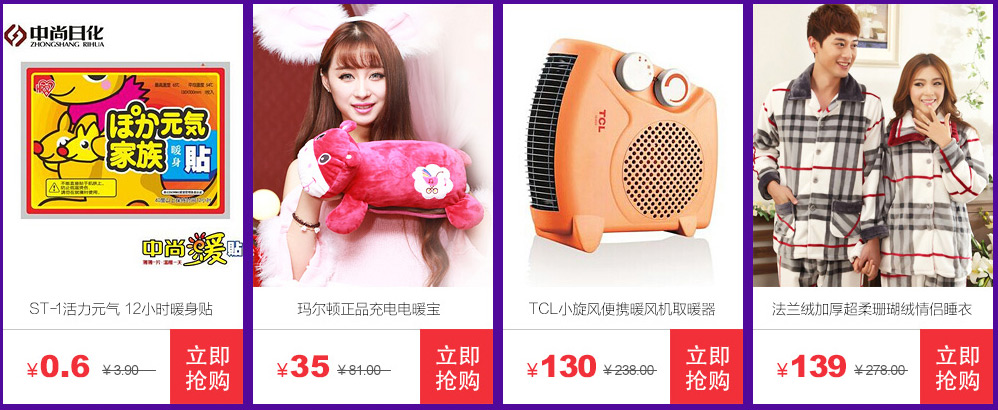 中尚日化
ZHONGSHANG RIHUA
ぽか元気
家族
暖身
貼
中尚暖貼
ST-1活力元气 12小时暖身贴
¥0.6 ¥3.90
立即
抢购
玛尔顿正品充电电暖宝
¥35 ¥81.00
立即
抢购
TCL
TCL小旋风便携暖风机取暖器
¥130 ¥238.00
立即
抢购
法兰绒加厚超柔珊瑚绒情侣睡衣
¥139 ¥278.00
立即
抢购